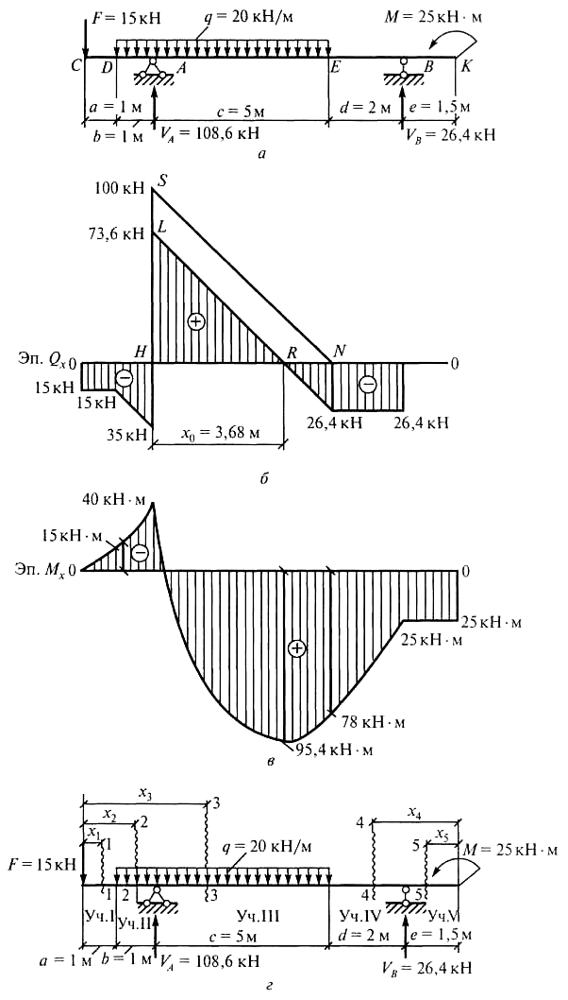 F = 15 кН
q = 20 кН/м
M = 25 кН · м
C D A E B K
a = 1 м
c = 5 м
d = 2 м
e = 1,5 м
b = 1 м
V_A = 108,6 кН
V_B = 26,4 кН
а
100 кН
S
73,6 кН
L
+
H
R
N
Эп. Q_x 0
0
−
−
15 кН
15 кН
35 кН
26,4 кН
26,4 кН
x_0 = 3,68 м
б
40 кН · м
15 кН · м
−
Эп. M_x 0
0
+
25 кН · м
25 кН · м
78 кН · м
95,4 кН · м
в
x_3
3
x_2
2
x_4
4
x_1
1
x_5
5
q = 20 кН/м
M = 25 кН · м
F = 15 кН
1 2 3 4 5
Уч.I Уч.II Уч.III Уч.IV Уч.V
c = 5 м
d = 2 м
e = 1,5 м
a = 1 м
b = 1 м
V_A = 108,6 кН
V_B = 26,4 кН
г